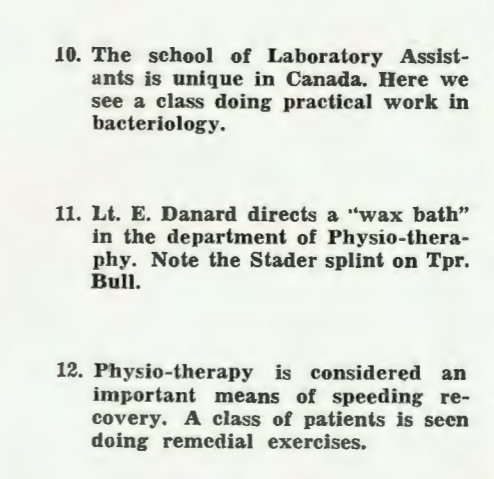 10. The school of Laboratory Assist-
ants is unique in Canada. Here we
see a class doing practical work in
bacteriology.
11. Lt. E. Danard directs a "wax bath"
in the department of Physio-thera-
phy. Note the Stader splint on Tpr.
Bull.
12. Physio-therapy is considered an
important means of speeding re-
covery. A class of patients is seen
doing remedial exercises.